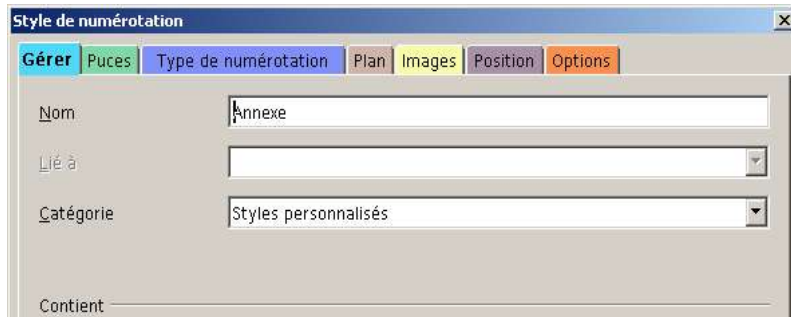 Style de numérotation
Gérer Puces Type de numérotation Plan Images Position Options
Nom Annexe
Lié à
Catégorie Styles personnalisés
Contient